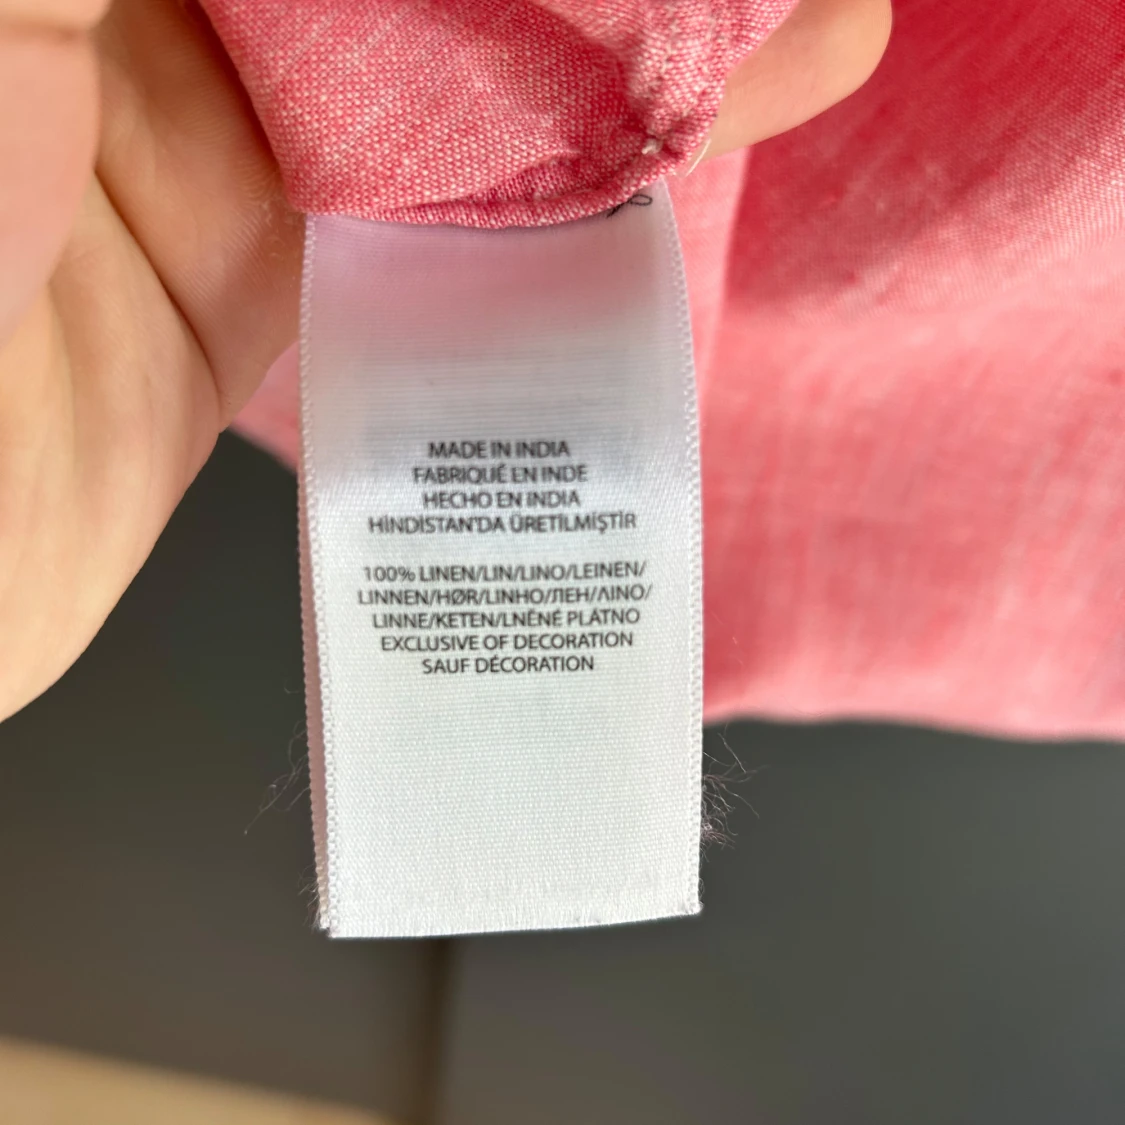 MADE IN INDIA
FABRIQUÉ EN INDE
HECHO EN INDIA
HİNDİSTAN'DA ÜRETİLMİŞTİR
100% LINEN/LIN/LINO/LEINEN/
LINNEN/HØR/LINHO/ЛЕН/ΛΙΝΟ/
LINNE/KETEN/LNĚNÉ PLÁTNO
EXCLUSIVE OF DECORATION
SAUF DÉCORATION